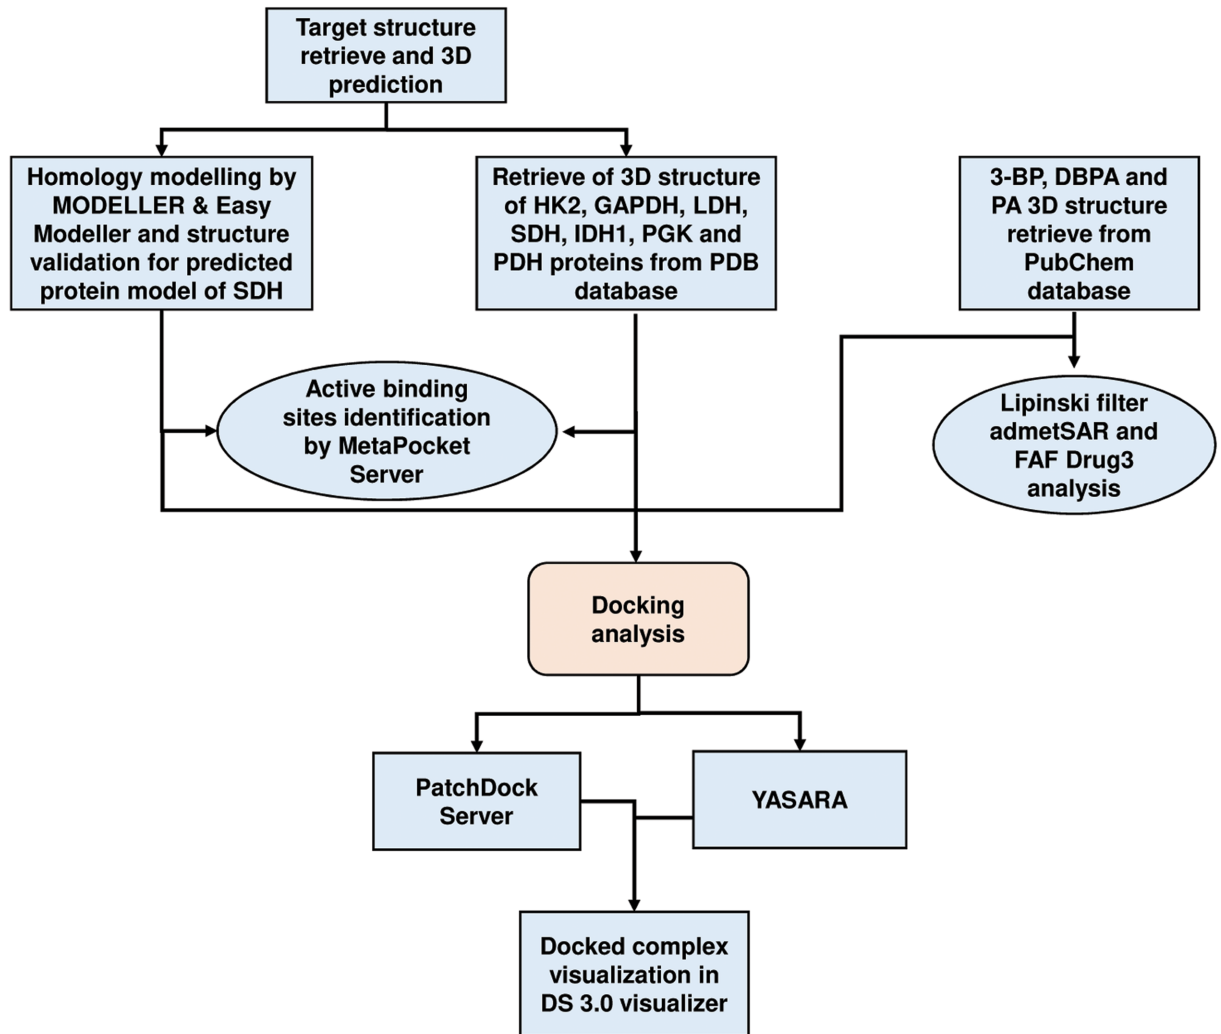 Target structure
retrieve and 3D
prediction
Homology modelling by
MODELLER & Easy
Modeller and structure
validation for predicted
protein model of SDH
Retrieve of 3D structure
of HK2, GAPDH, LDH,
SDH, IDH1, PGK and
PDH proteins from PDB
database
3-BP, DBPA and
PA 3D structure
retrieve from
PubChem
database
Active binding
sites identification
by MetaPocket
Server
Lipinski filter
admetSAR and
FAF Drug3
analysis
Docking
analysis
PatchDock
Server
YASARA
Docked complex
visualization in
DS 3.0 visualizer